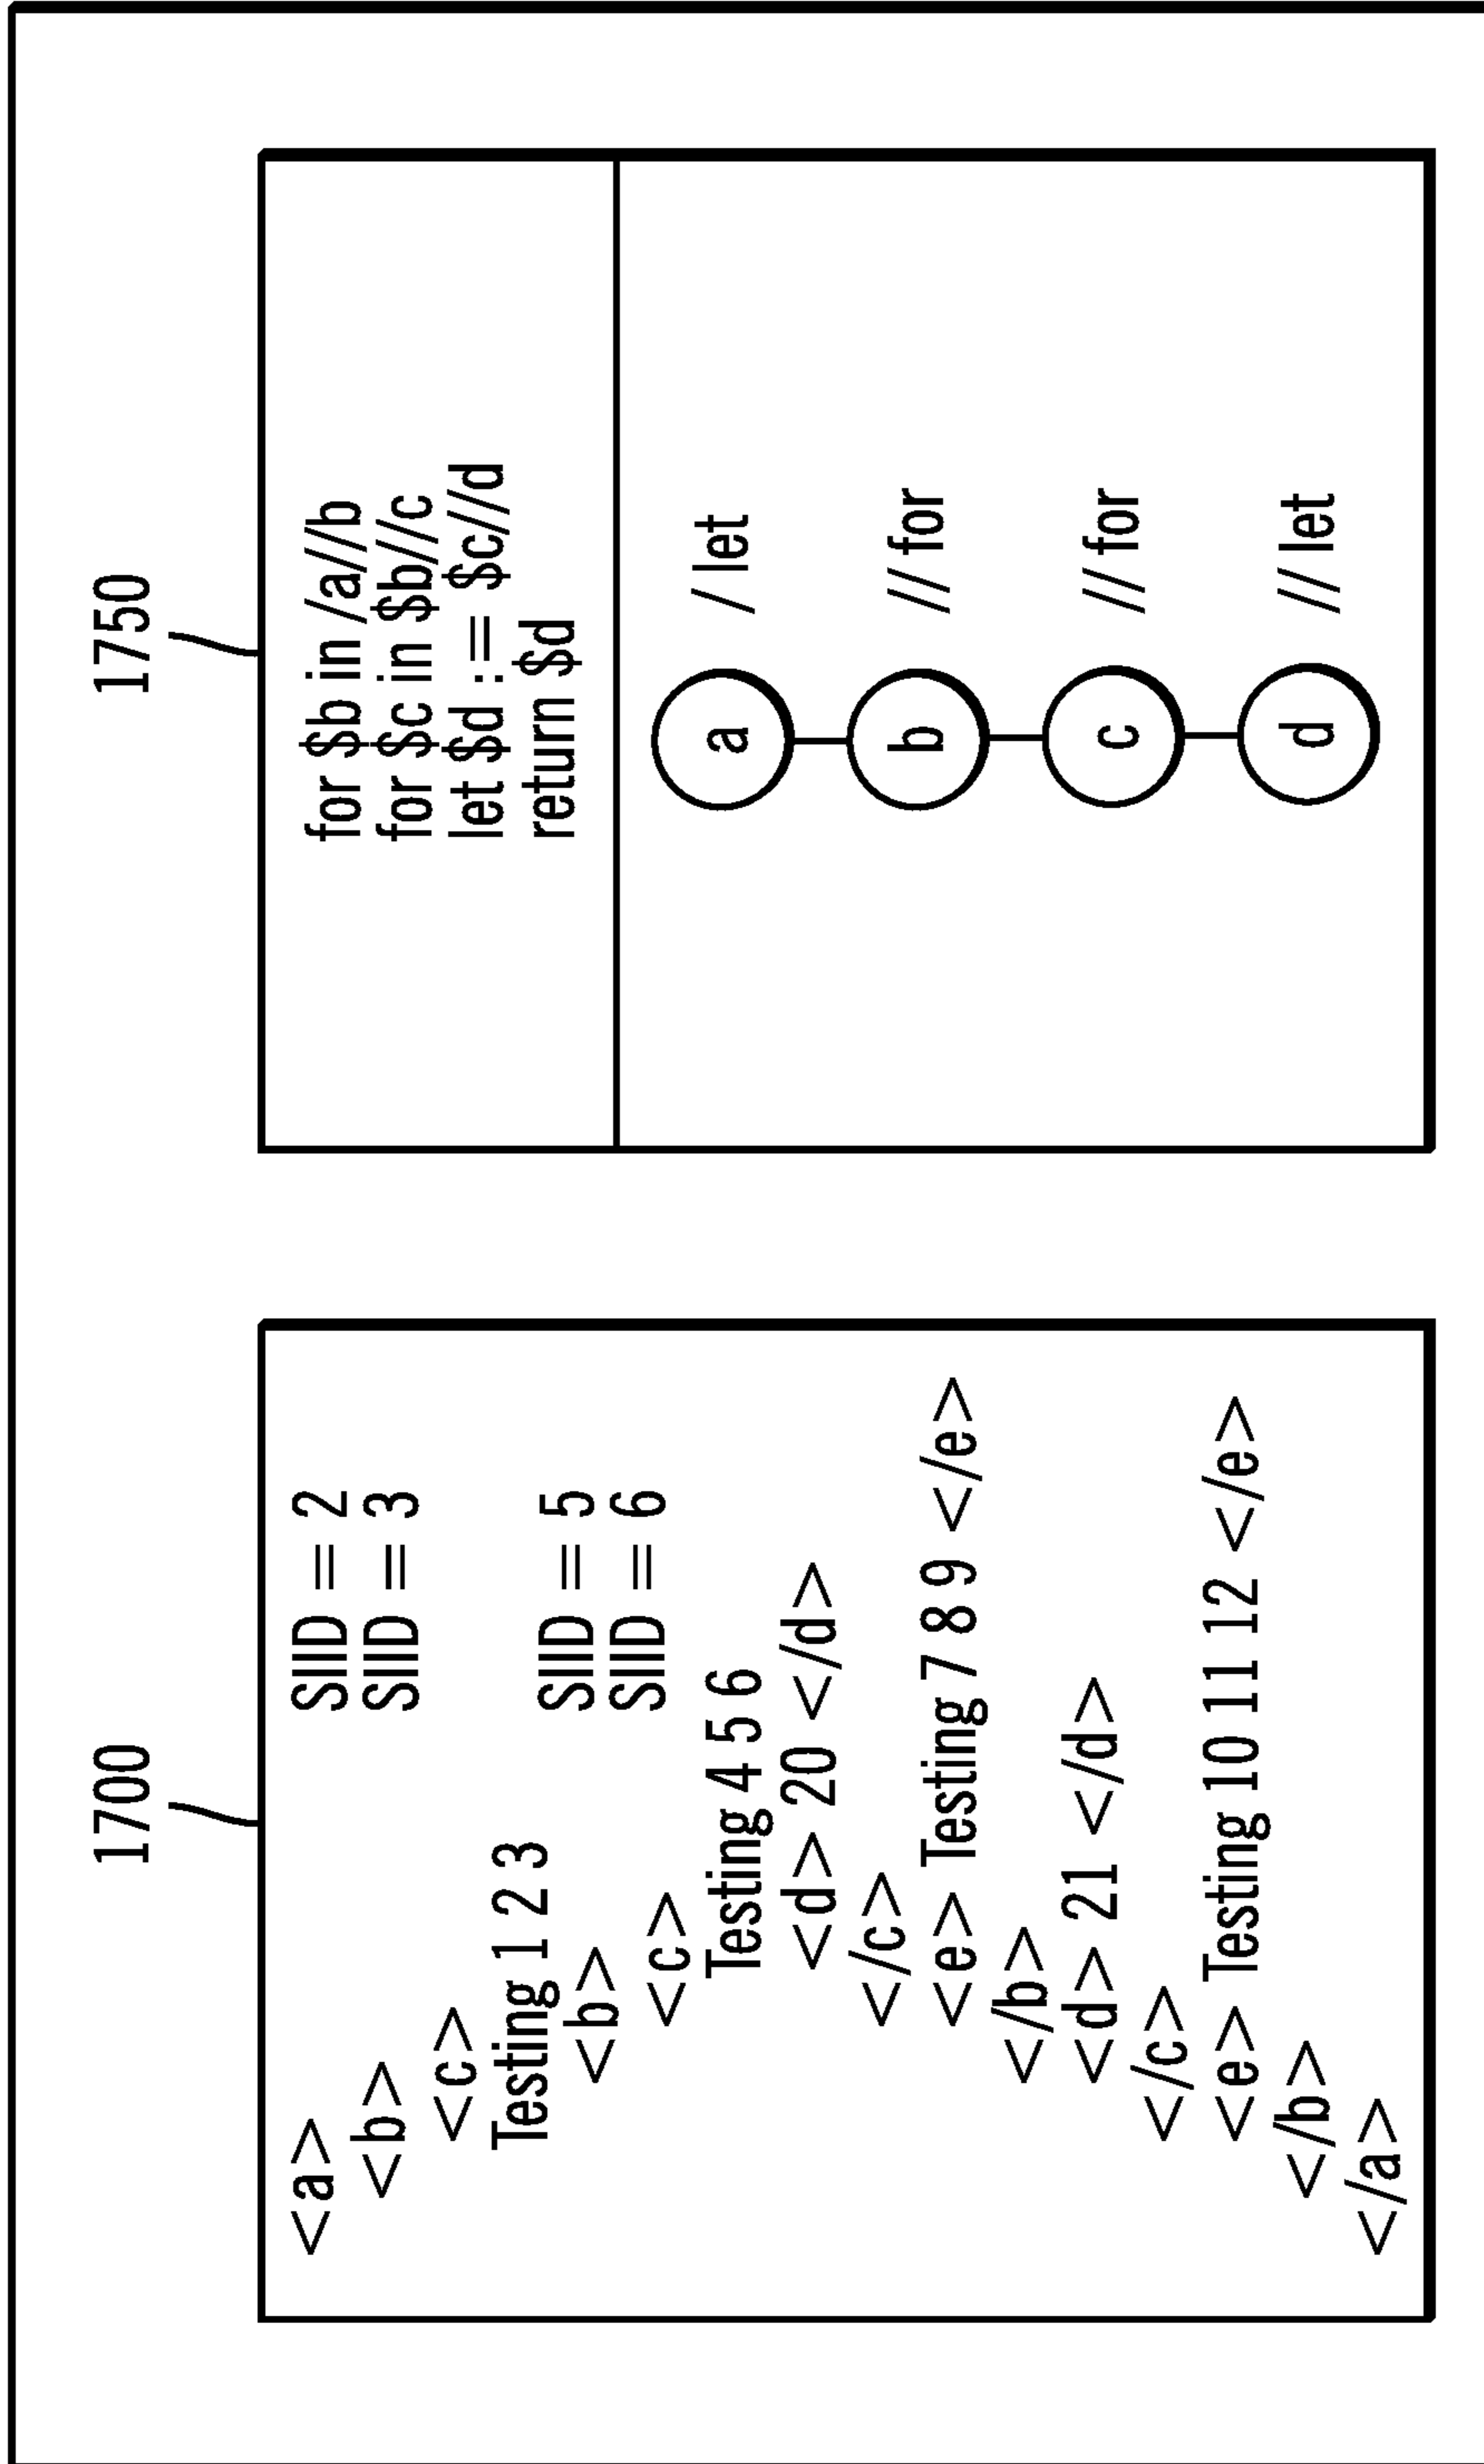 1700
<a> SIID = 2
<b> SIID = 3
<c>
Testing 1 2 3
<b> SIID = 5
<c> SIID = 6
Testing 4 5 6
<d> 20 </d>
</c>
<e> Testing 7 8 9 </e>
</b>
<d> 21 </d>
</c>
<e> Testing 10 11 12 </e>
</b>
</a>
1750
for $b in /a//b
for $c in $b//c
let $d := $c//d
return $d
a / let
b // for
c // for
d // let